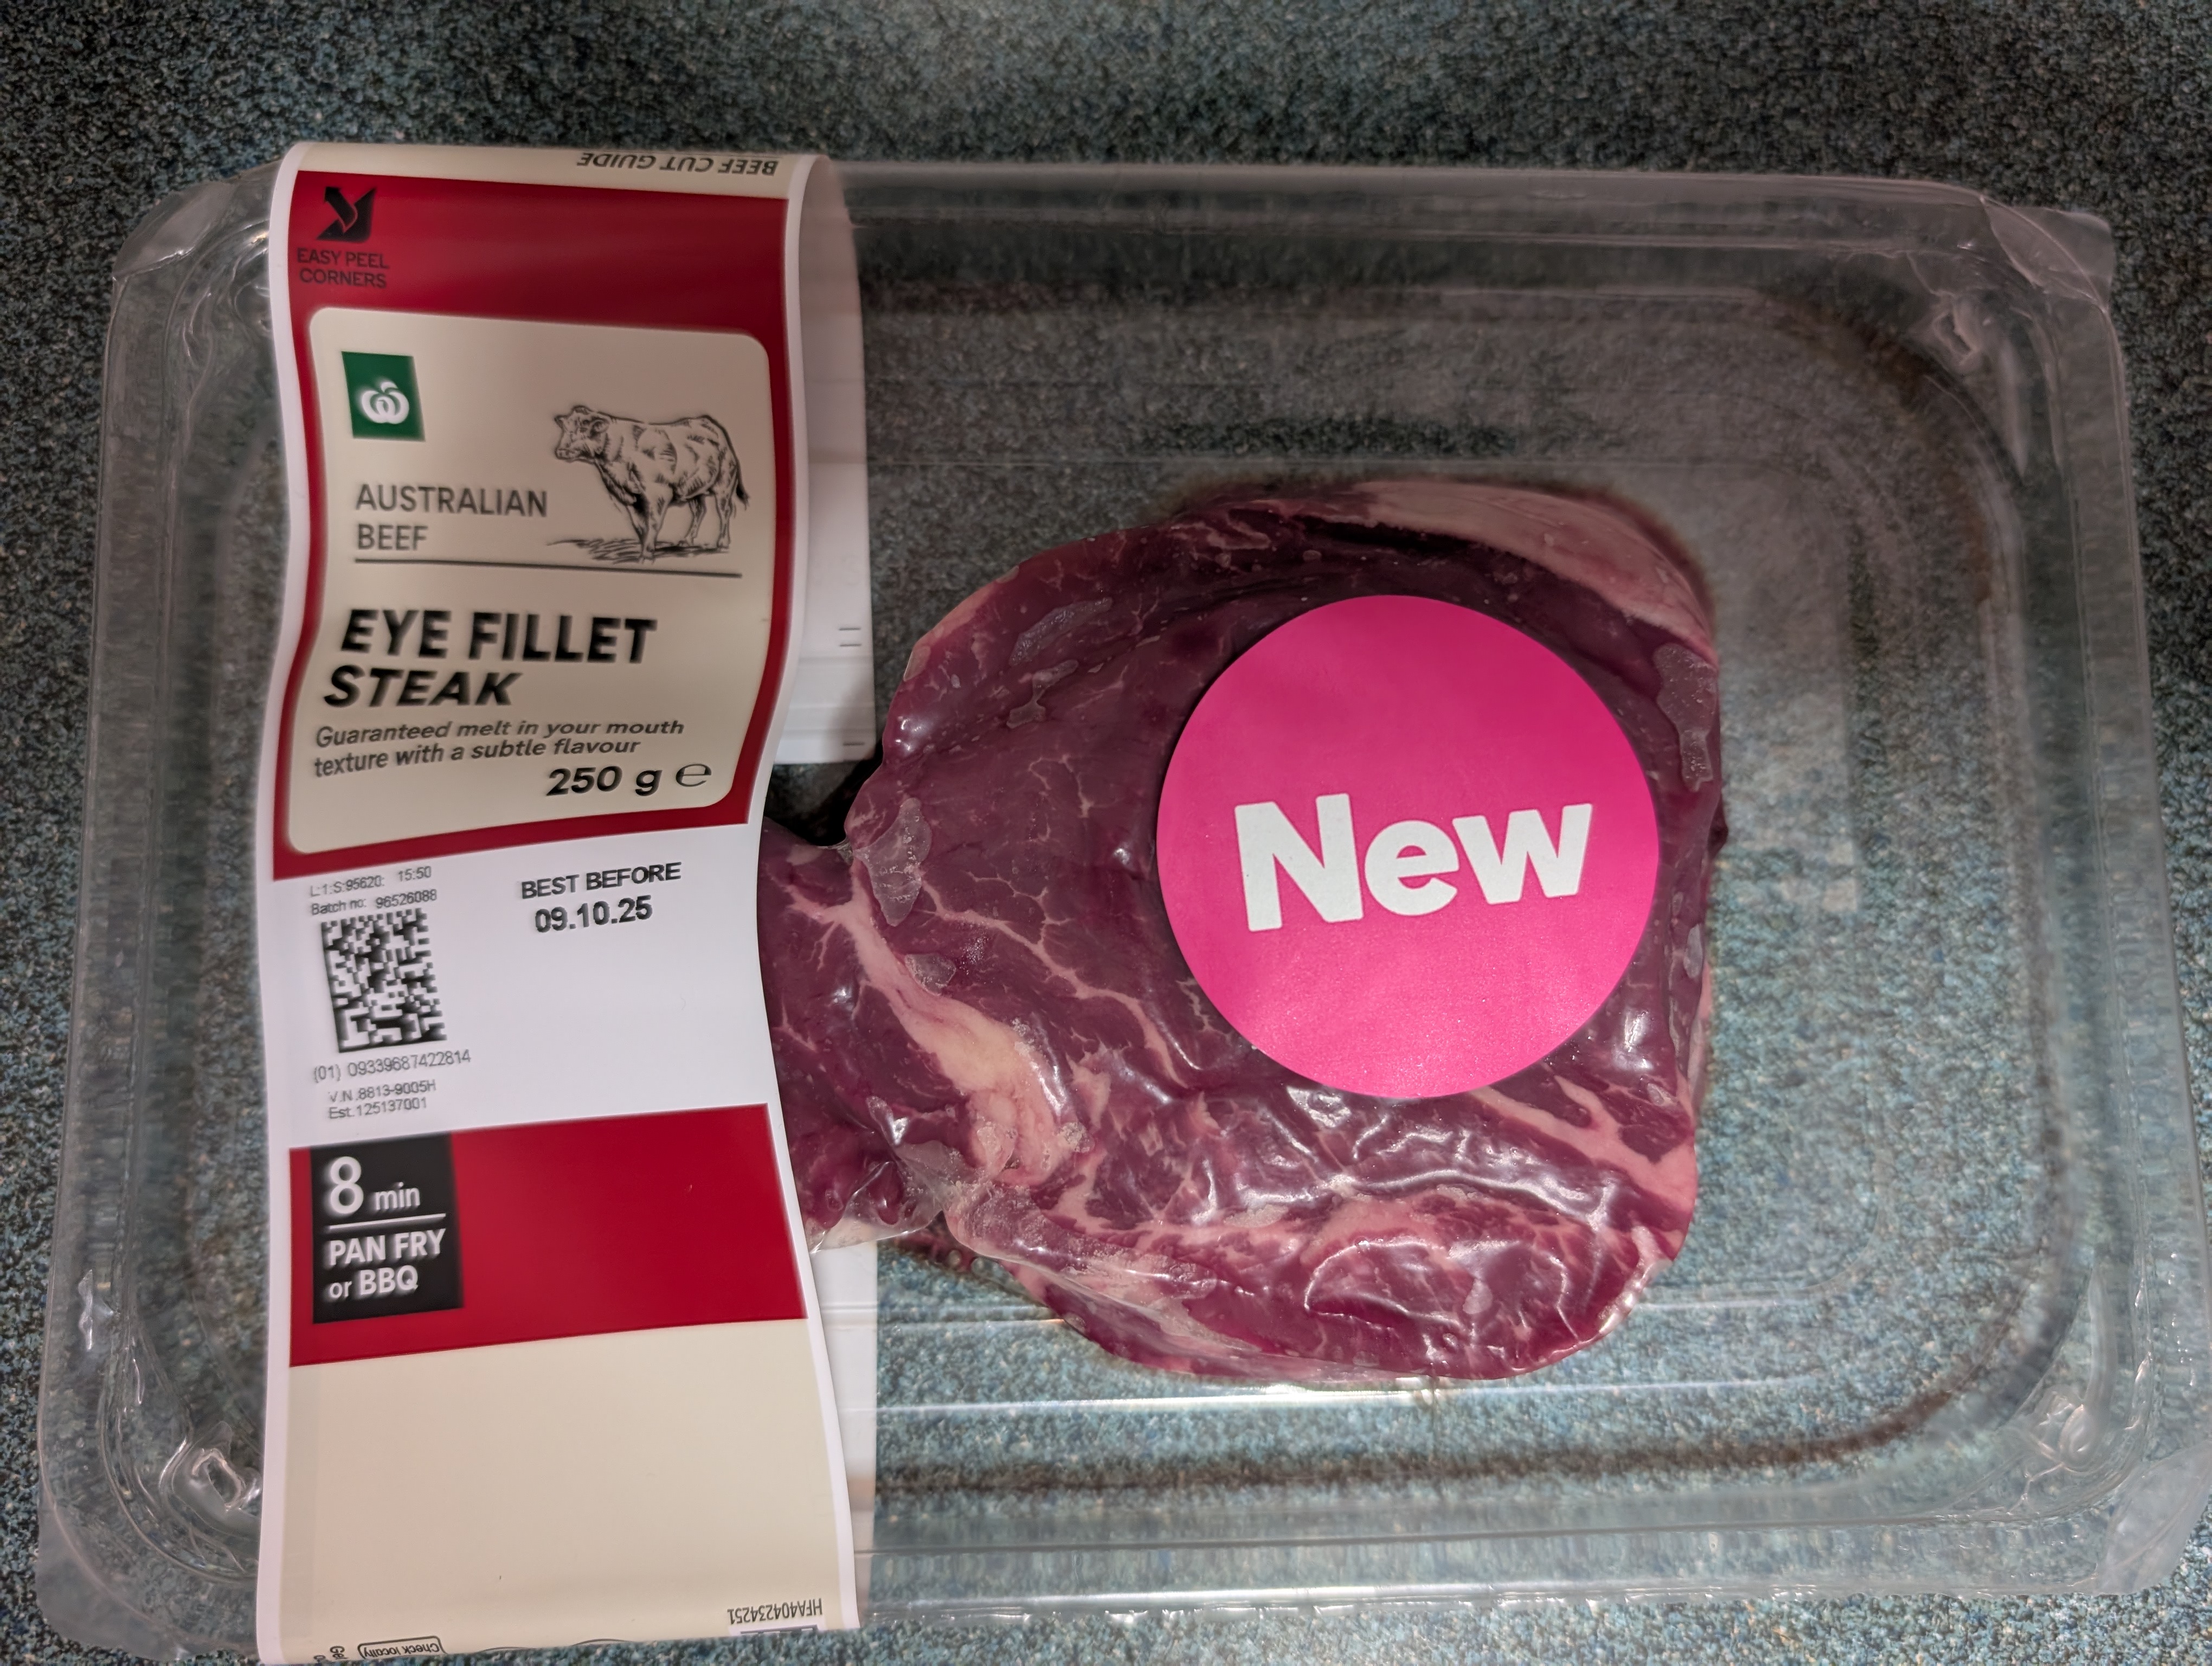 BEEF CUT GUIDE
EASY PEEL
CORNERS
AUSTRALIAN
BEEF
EYE FILLET
STEAK
Guaranteed melt in your mouth
texture with a subtle flavour
250 g e
L:1:S:95620: 15:50
Batch no: 96526088
BEST BEFORE
09.10.25
(01) 09339687422814
V.N.8813-9005H
Est.125137001
8 min
PAN FRY
or BBQ
New
HFA404234251
Check locally